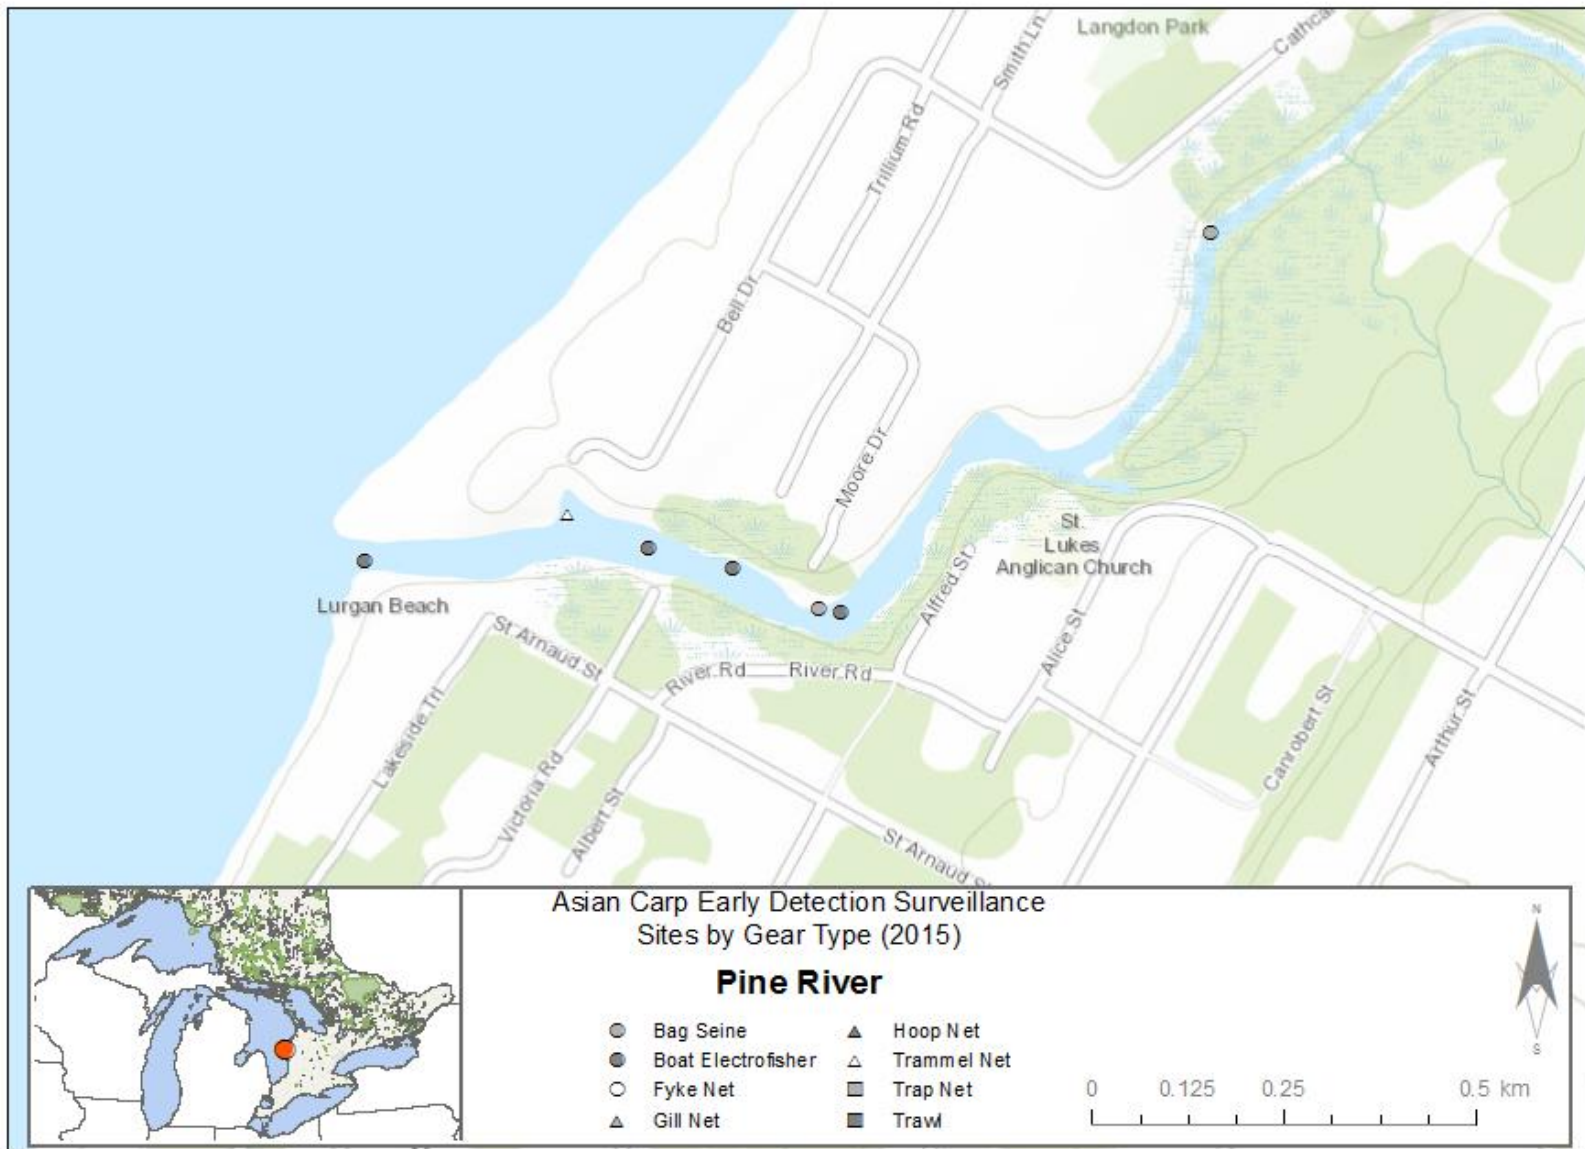 Langdon Park
Cathca
Smith Ln
Trillium Rd
Bell Dr
Moore Dr
St.
Lukes
Anglican Church
Alfred St
Alice St
Lurgan Beach
St Arnaud St
River Rd
River Rd
Lakeside Trl
Victoria Rd
Albert St
St Arnaud St
Canrobert St
Arthur St
Asian Carp Early Detection Surveillance
Sites by Gear Type (2015)
Pine River
Bag Seine
Boat Electrofisher
Fyke Net
Gill Net
Hoop Net
Trammel Net
Trap Net
Trawl
N
S
0 0.125 0.25 0.5 km